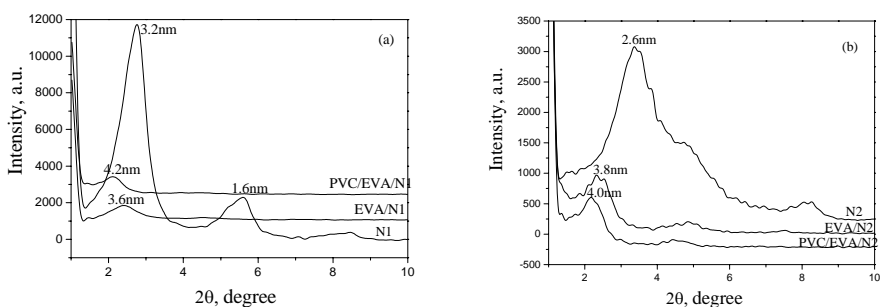 12000
10000
8000
6000
4000
2000
0
Intensity, a.u.
3.2nm
(a)
4.2nm
3.6nm
1.6nm
PVC/EVA/N1
EVA/N1
N1
2 4 6 8 10
2θ, degree
3500
3000
2500
2000
1500
1000
500
0
-500
Intensity, a.u.
2.6nm
(b)
3.8nm
4.0nm
N2
EVA/N2
PVC/EVA/N2
2 4 6 8 10
2θ, degree